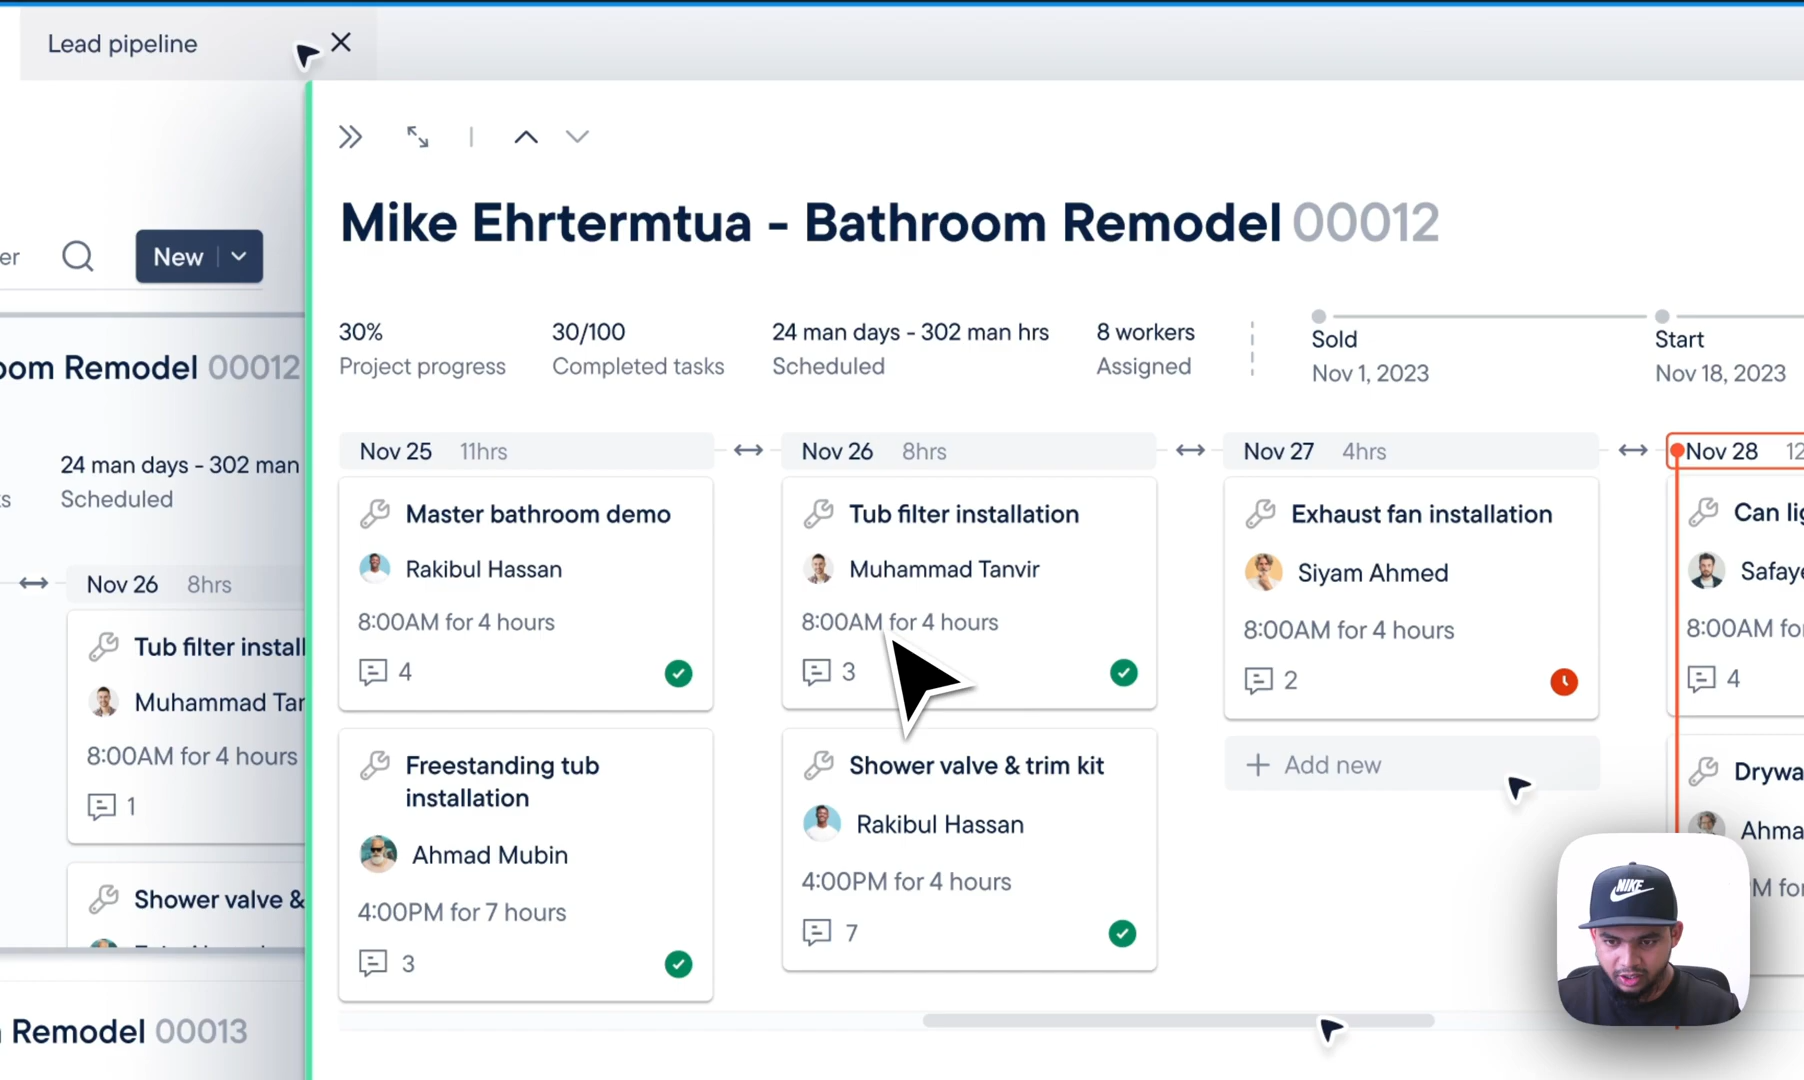 Lead pipeline
er
New
oom Remodel 00012
24 man days - 302 man
Scheduled
Nov 26 8hrs
Tub filter install
Muhammad Tan
8:00AM for 4 hours
1
Shower valve &
Remodel 00013
Mike Ehrtermtua - Bathroom Remodel 00012
30%
Project progress
30/100
Completed tasks
24 man days - 302 man hrs
Scheduled
8 workers
Assigned
Sold
Nov 1, 2023
Start
Nov 18, 2023
Nov 25 11hrs
Master bathroom demo
Rakibul Hassan
8:00AM for 4 hours
4
Freestanding tub
installation
Ahmad Mubin
4:00PM for 7 hours
3
Nov 26 8hrs
Tub filter installation
Muhammad Tanvir
8:00AM for 4 hours
3
Shower valve & trim kit
Rakibul Hassan
4:00PM for 4 hours
7
Nov 27 4hrs
Exhaust fan installation
Siyam Ahmed
8:00AM for 4 hours
2
Add new
Nov 28 12
Can lig
Safaye
8:00AM fo
4
Drywa
Ahma
M for
NIKE